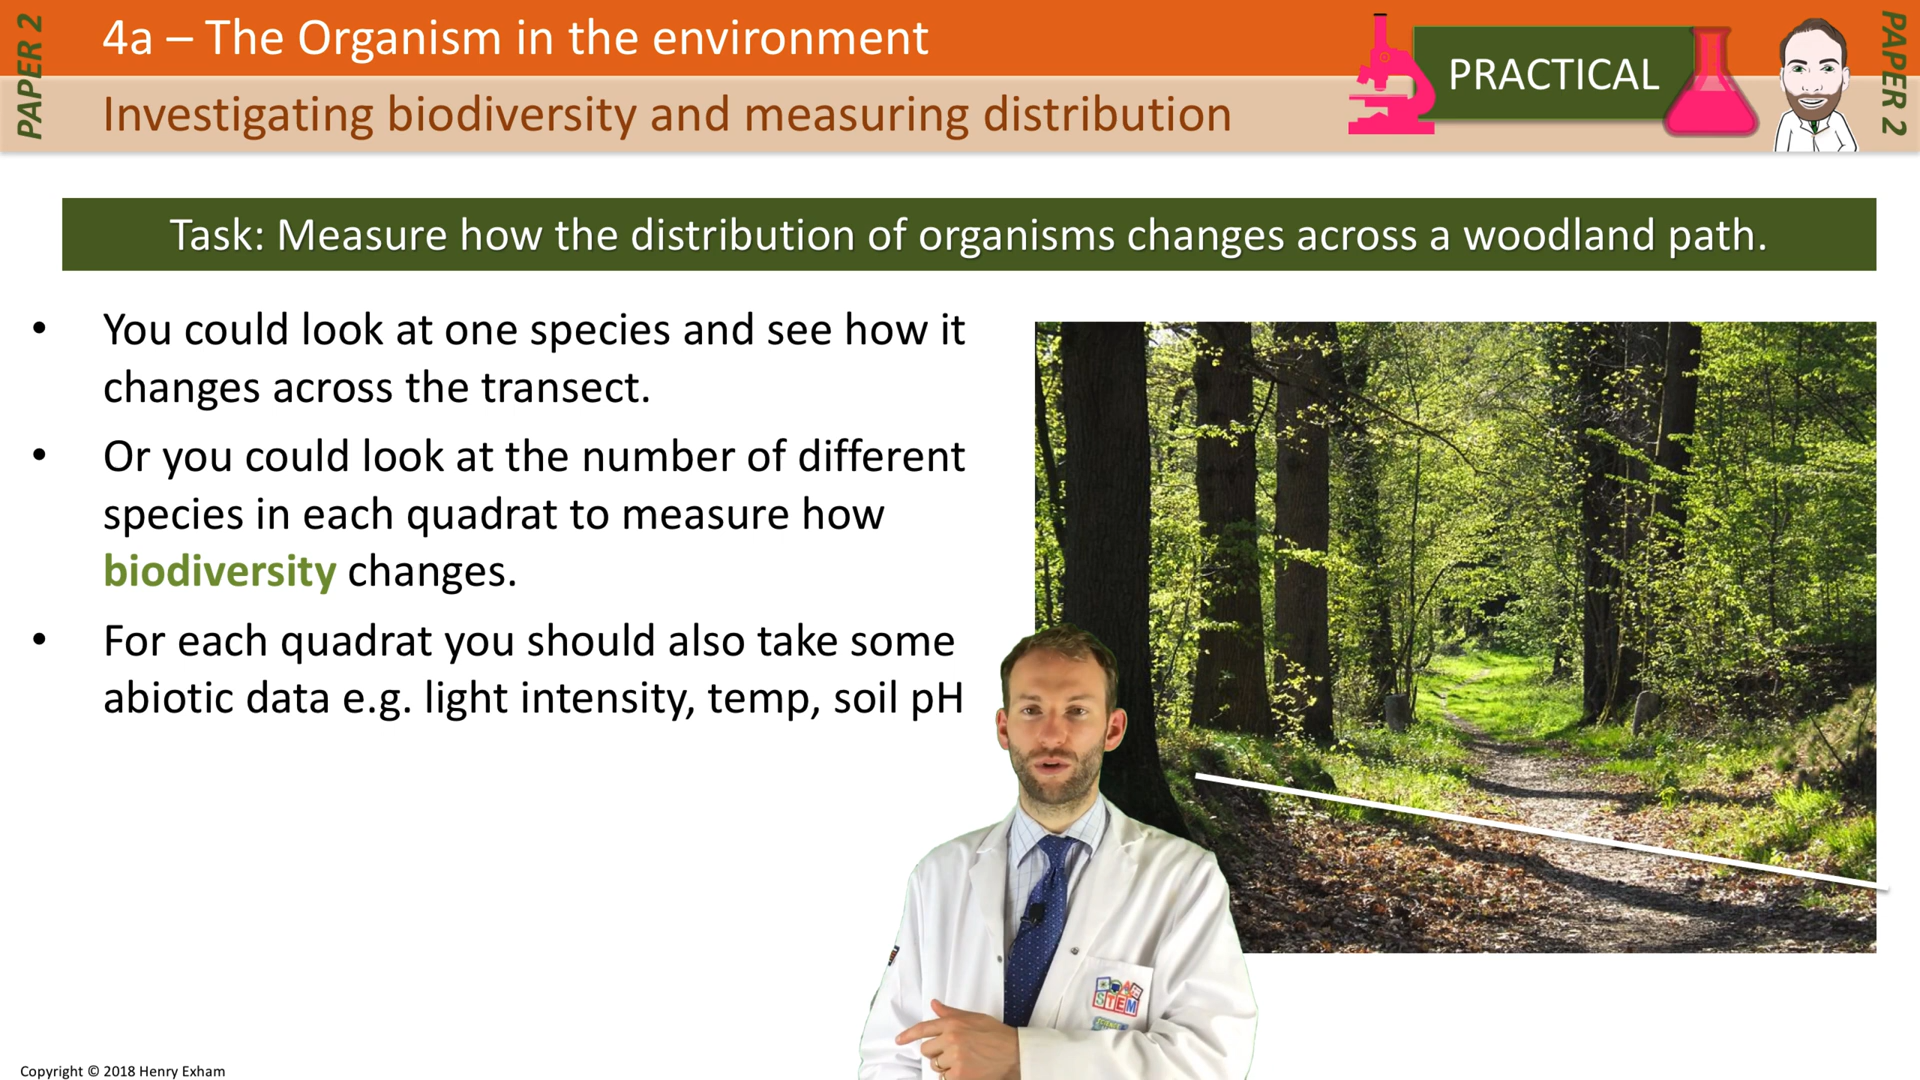 PAPER 2
4a – The Organism in the environment
Investigating biodiversity and measuring distribution
PRACTICAL
PAPER 2
Task: Measure how the distribution of organisms changes across a woodland path.
• You could look at one species and see how it
changes across the transect.
• Or you could look at the number of different
species in each quadrat to measure how
biodiversity changes.
• For each quadrat you should also take some
abiotic data e.g. light intensity, temp, soil pH
STEM
Copyright © 2018 Henry Exham